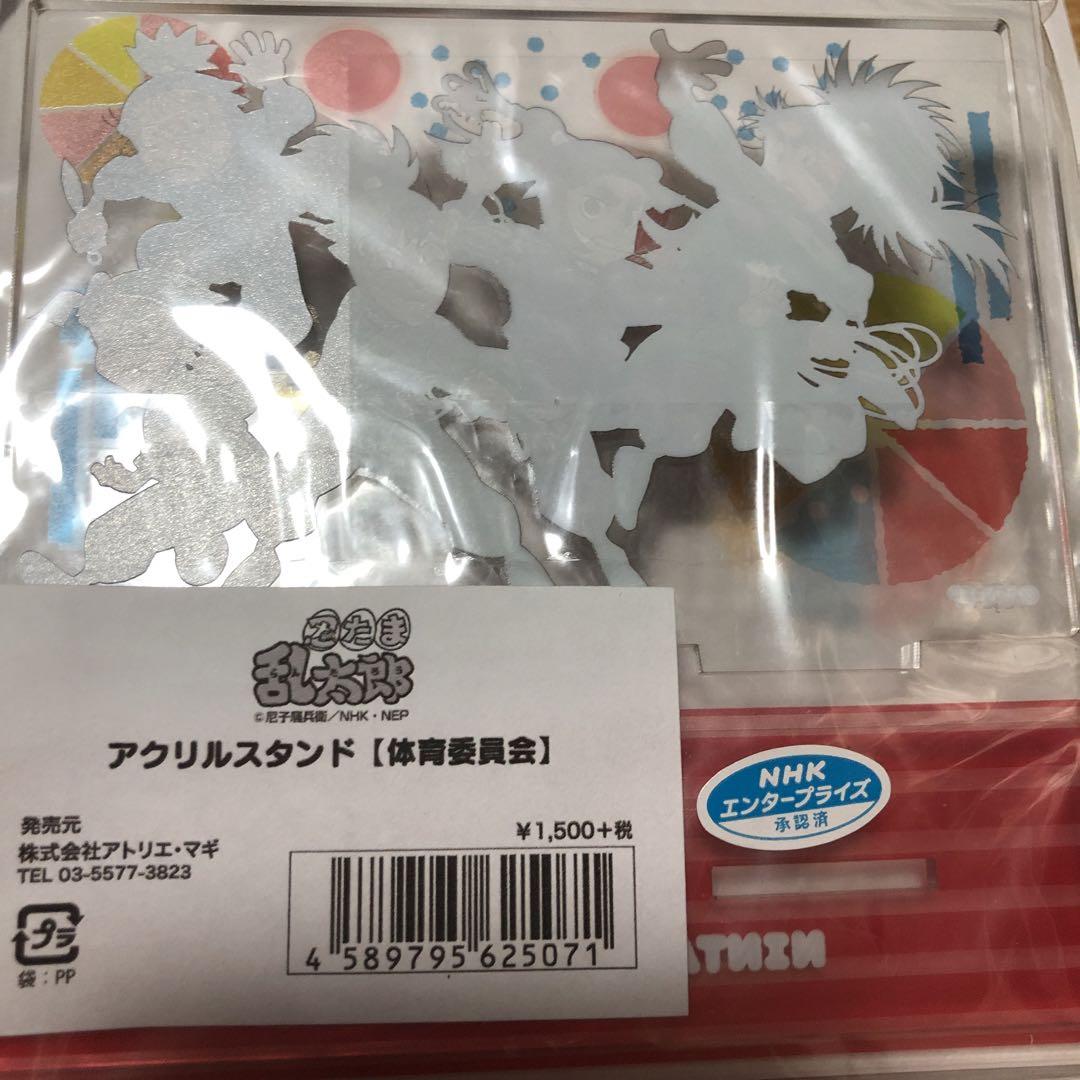 忍たま
乱太郎
©尼子騒兵衛/NHK・NEP
アクリルスタンド【体育委員会】
発売元
株式会社アトリエ・マギ
TEL 03-5577-3823
¥1,500+税
プラ
袋:PP
4 589795 625071
NHK
エンタープライズ
承認済
NINTA